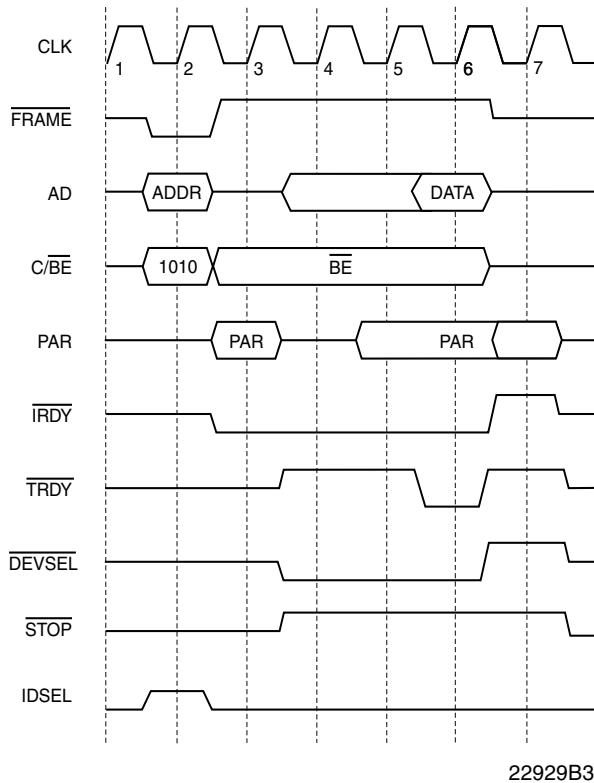 CLK
1 2 3 4 5 6 7
FRAME
AD
ADDR DATA
C/BE
1010 BE
PAR
PAR PAR
IRDY
TRDY
DEVSEL
STOP
IDSEL
22929B3